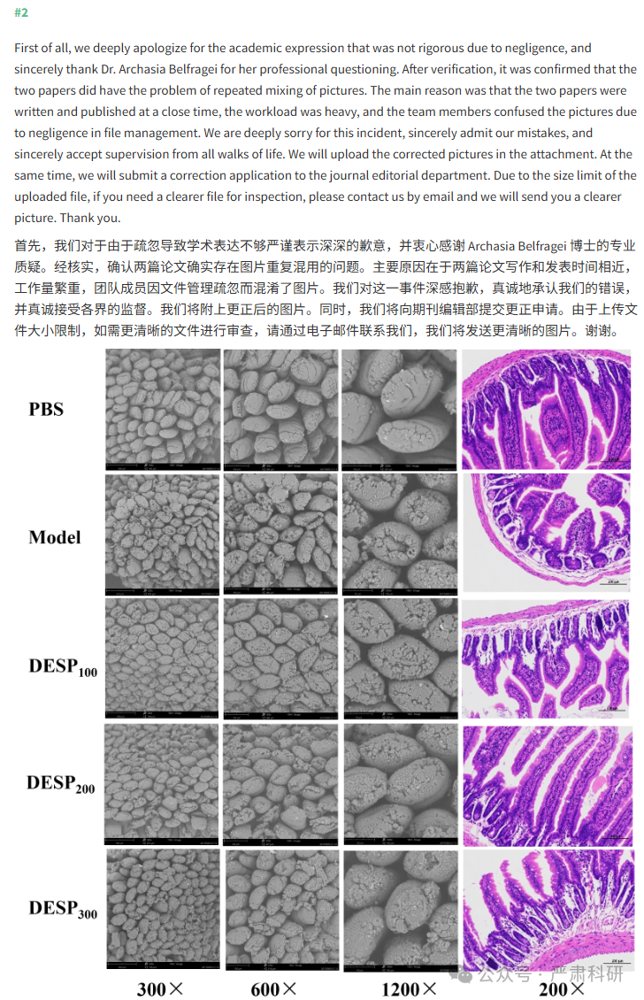 #2
First of all, we deeply apologize for the academic expression that was not rigorous due to negligence, and
sincerely thank Dr. Archasia Belfragei for her professional questioning. After verification, it was confirmed that the
two papers did have the problem of repeated mixing of pictures. The main reason was that the two papers were
written and published at a close time, the workload was heavy, and the team members confused the pictures due
to negligence in file management. We are deeply sorry for this incident, sincerely admit our mistakes, and
sincerely accept supervision from all walks of life. We will upload the corrected pictures in the attachment. At the
same time, we will submit a correction application to the journal editorial department. Due to the size limit of the
uploaded file, if you need a clearer file for inspection, please contact us by email and we will send you a clearer
picture. Thank you.
首先，我们对于由于疏忽导致学术表达不够严谨表示深深的歉意，并衷心感谢 Archasia Belfragei 博士的专业
质疑。经核实，确认两篇论文确实存在图片重复混用的问题。主要原因在于两篇论文写作和发表时间相近，
工作量繁重，团队成员因文件管理疏忽而混淆了图片。我们对这一事件深感抱歉，真诚地承认我们的错误，
并真诚接受各界的监督。我们将附上更正后的图片。同时，我们将向期刊编辑部提交更正申请。由于上传文
件大小限制，如需更清晰的文件进行审查，请通过电子邮件联系我们，我们将发送更清晰的图片。谢谢。
PBS
Model
DESP100
DESP200
DESP300
公众号 · 严肃科研
300× 600× 1200× 200×